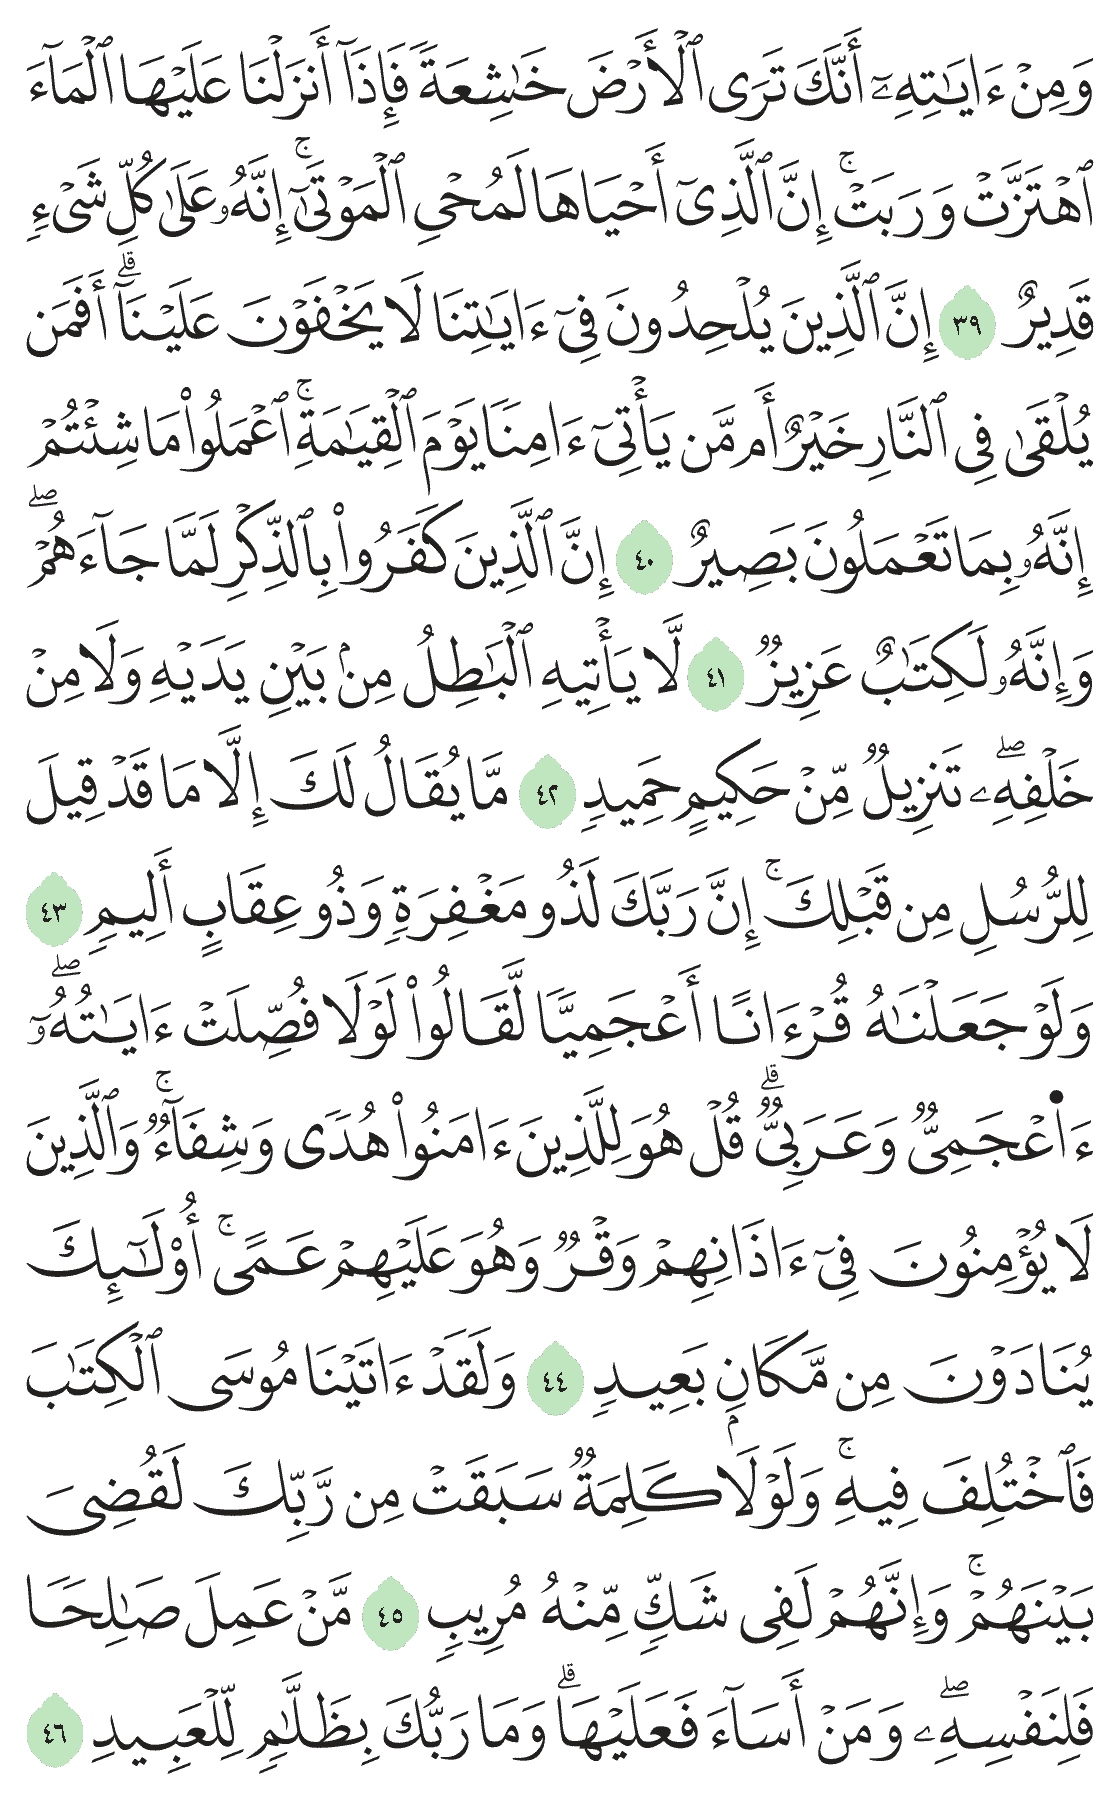 وَمِنْ ءَايَـٰتِهِۦٓ أَنَّكَ تَرَى ٱلْأَرْضَ خَـٰشِعَةً فَإِذَآ أَنزَلْنَا عَلَيْهَا ٱلْمَآءَ
ٱهْتَزَّتْ وَرَبَتْ ۚ إِنَّ ٱلَّذِىٓ أَحْيَاهَا لَمُحْىِ ٱلْمَوْتَىٰٓ ۚ إِنَّهُۥ عَلَىٰ كُلِّ شَىْءٍ
قَدِيرٌ ٣٩ إِنَّ ٱلَّذِينَ يُلْحِدُونَ فِىٓ ءَايَـٰتِنَا لَا يَخْفَوْنَ عَلَيْنَآ ۗ أَفَمَن
يُلْقَىٰ فِى ٱلنَّارِ خَيْرٌ أَم مَّن يَأْتِىٓ ءَامِنًا يَوْمَ ٱلْقِيَـٰمَةِ ۚ ٱعْمَلُوا۟ مَا شِئْتُمْ ۖ
إِنَّهُۥ بِمَا تَعْمَلُونَ بَصِيرٌ ٤٠ إِنَّ ٱلَّذِينَ كَفَرُوا۟ بِٱلذِّكْرِ لَمَّا جَآءَهُمْ ۖ
وَإِنَّهُۥ لَكِتَـٰبٌ عَزِيزٌ ٤١ لَّا يَأْتِيهِ ٱلْبَـٰطِلُ مِنۢ بَيْنِ يَدَيْهِ وَلَا مِنْ
خَلْفِهِۦ ۖ تَنزِيلٌ مِّنْ حَكِيمٍ حَمِيدٍ ٤٢ مَّا يُقَالُ لَكَ إِلَّا مَا قَدْ قِيلَ
لِلرُّسُلِ مِن قَبْلِكَ ۚ إِنَّ رَبَّكَ لَذُو مَغْفِرَةٍ وَذُو عِقَابٍ أَلِيمٍ ٤٣
وَلَوْ جَعَلْنَـٰهُ قُرْءَانًا أَعْجَمِيًّا لَّقَالُوا۟ لَوْلَا فُصِّلَتْ ءَايَـٰتُهُۥٓ ۖ
ءَا۬عْجَمِىٌّ وَعَرَبِىٌّ ۗ قُلْ هُوَ لِلَّذِينَ ءَامَنُوا۟ هُدًى وَشِفَآءٌ ۖ وَٱلَّذِينَ
لَا يُؤْمِنُونَ فِىٓ ءَاذَانِهِمْ وَقْرٌ وَهُوَ عَلَيْهِمْ عَمًى ۚ أُو۟لَـٰٓئِكَ
يُنَادَوْنَ مِن مَّكَانٍۭ بَعِيدٍ ٤٤ وَلَقَدْ ءَاتَيْنَا مُوسَى ٱلْكِتَـٰبَ
فَٱخْتُلِفَ فِيهِ ۚ وَلَوْلَا كَلِمَةٌ سَبَقَتْ مِن رَّبِّكَ لَقُضِىَ
بَيْنَهُمْ ۚ وَإِنَّهُمْ لَفِى شَكٍّ مِّنْهُ مُرِيبٍ ٤٥ مَّنْ عَمِلَ صَـٰلِحًا
فَلِنَفْسِهِۦ ۖ وَمَنْ أَسَآءَ فَعَلَيْهَا ۗ وَمَا رَبُّكَ بِظَلَّـٰمٍ لِّلْعَبِيدِ ٤٦